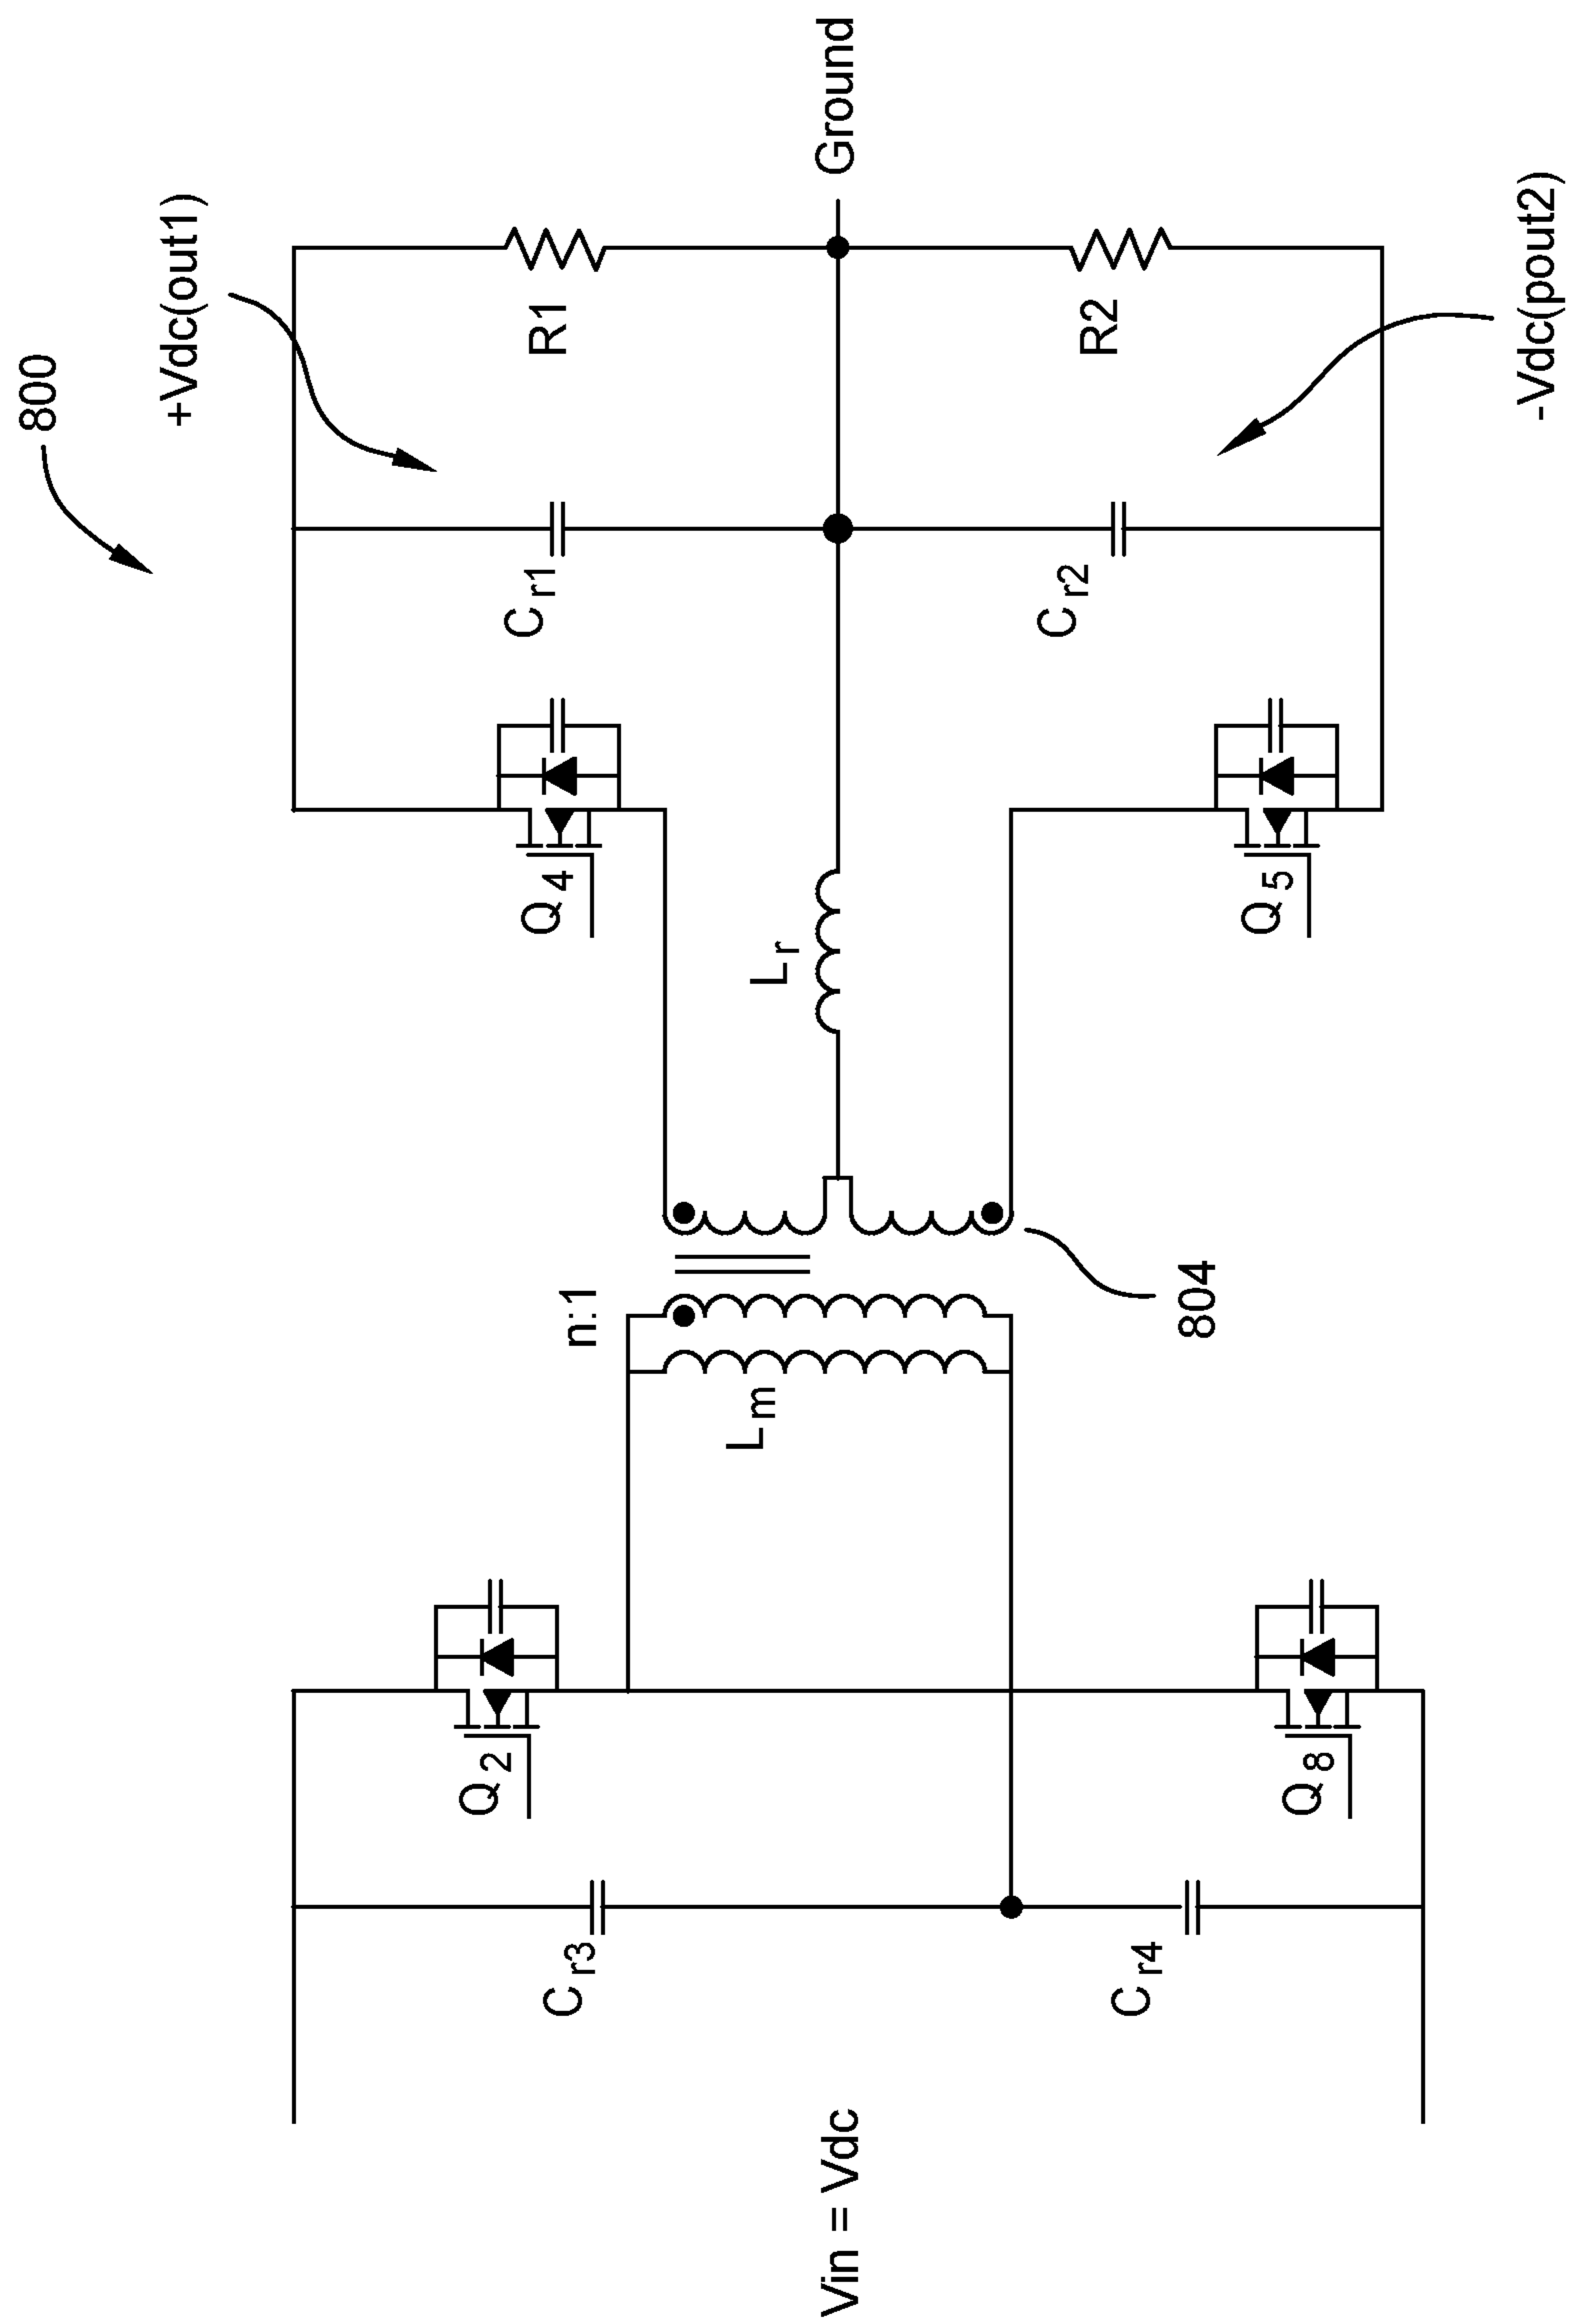 800
+Vdc(out1)
Vin = Vdc
Cr3
Cr4
Q2
Q8
Lm
n:1
804
Lr
Q4
Q5
Cr1
Cr2
R1
R2
Ground
-Vdc(pout2)